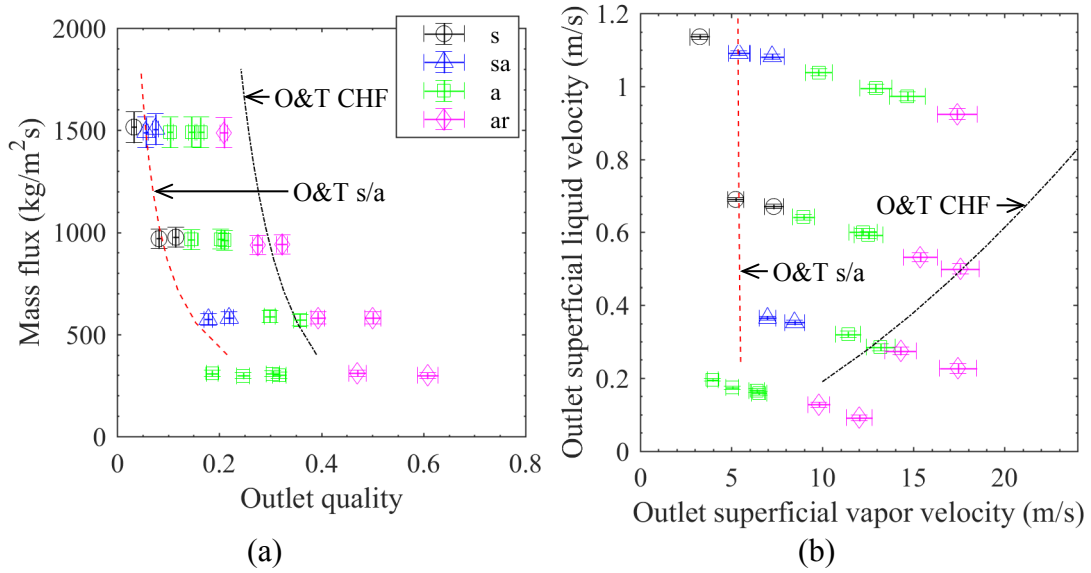 2000
1500
1000
500
0
Mass flux (kg/m² s)
0
0.2
0.4
0.6
0.8
Outlet quality
s
sa
a
ar
O&T CHF
O&T s/a
(a)
1.2
1
0.8
0.6
0.4
0.2
0
Outlet superficial liquid velocity (m/s)
0
5
10
15
20
Outlet superficial vapor velocity (m/s)
O&T CHF
O&T s/a
(b)